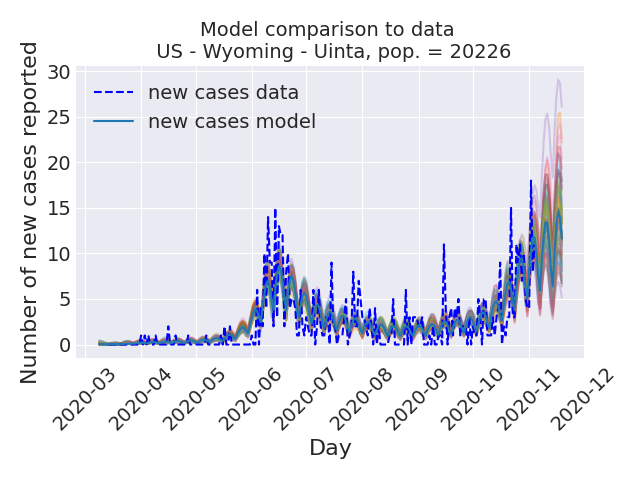 Model comparison to data
US - Wyoming - Uinta, pop. = 20226
Number of new cases reported
30
25
20
15
10
5
0
new cases data
new cases model
2020-03
2020-04
2020-05
2020-06
2020-07
2020-08
2020-09
2020-10
2020-11
2020-12
Day